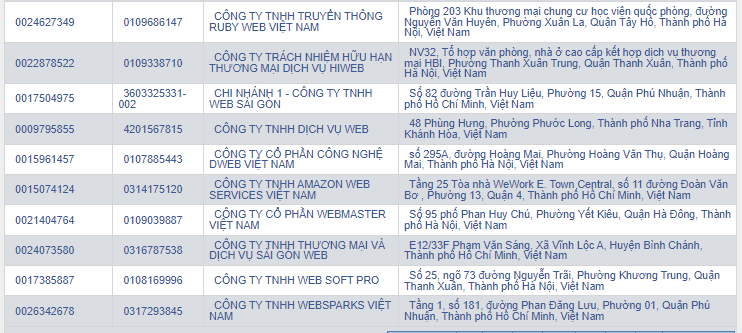 0024627349 0109686147 CÔNG TY TNHH TRUYỀN THÔNG RUBY WEB VIỆT NAM Phòng 203 Khu thương mại chung cư học viện quốc phòng, đường Nguyễn Văn Huyên, Phường Xuân La, Quận Tây Hồ, Thành phố Hà Nội, Việt Nam
0022878522 0109338710 CÔNG TY TRÁCH NHIỆM HỮU HẠN THƯƠNG MẠI DỊCH VỤ HIWEB NV32, Tổ hợp văn phòng, nhà ở cao cấp kết hợp dịch vụ thương mại HBI, Phường Thanh Xuân Trung, Quận Thanh Xuân, Thành phố Hà Nội, Việt Nam
0017504975 3603325331-002 CHI NHÁNH 1 - CÔNG TY TNHH WEB SÀI GÒN Số 82 đường Trần Huy Liệu, Phường 15, Quận Phú Nhuận, Thành phố Hồ Chí Minh, Việt Nam
0009795855 4201567815 CÔNG TY TNHH DỊCH VỤ WEB 48 Phùng Hưng, Phường Phước Long, Thành phố Nha Trang, Tỉnh Khánh Hòa, Việt Nam
0015961457 0107885443 CÔNG TY CỔ PHẦN CÔNG NGHỆ DWEB VIỆT NAM số 295A, đường Hoàng Mai, Phường Hoàng Văn Thụ, Quận Hoàng Mai, Thành phố Hà Nội, Việt Nam
0015074124 0314175120 CÔNG TY TNHH AMAZON WEB SERVICES VIỆT NAM Tầng 25 Tòa nhà WeWork E. Town Central, số 11 đường Đoàn Văn Bơ , Phường 13, Quận 4, Thành phố Hồ Chí Minh, Việt Nam
0021404764 0109039887 CÔNG TY CỔ PHẦN WEBMASTER VIỆT NAM Số 95 phố Phan Huy Chú, Phường Yết Kiêu, Quận Hà Đông, Thành phố Hà Nội, Việt Nam
0024073580 0316787538 CÔNG TY TNHH THƯƠNG MẠI VÀ DỊCH VỤ SÀI GÒN WEB E12/33F Phạm Văn Sáng, Xã Vĩnh Lộc A, Huyện Bình Chánh, Thành phố Hồ Chí Minh, Việt Nam
0017385887 0108169996 CÔNG TY TNHH WEB SOFT PRO Số 25, ngõ 73 đường Nguyễn Trãi, Phường Khương Trung, Quận Thanh Xuân, Thành phố Hà Nội, Việt Nam
0026342678 0317293845 CÔNG TY TNHH WEBSPARKS VIỆT NAM Tầng 1, số 181, đường Phan Đăng Lưu, Phường 01, Quận Phú Nhuận, Thành phố Hồ Chí Minh, Việt Nam